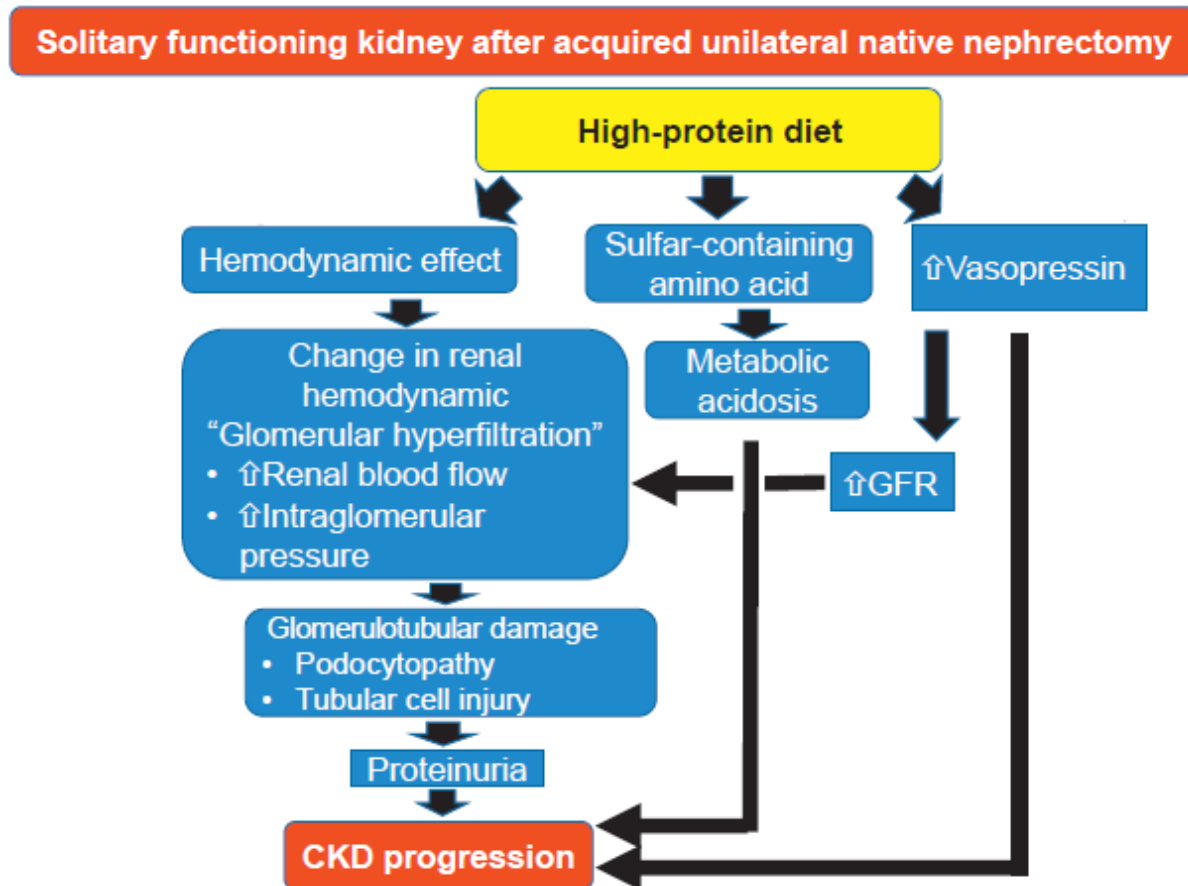 Solitary functioning kidney after acquired unilateral native nephrectomy
High-protein diet
Hemodynamic effect
Sulfar-containing
amino acid
⇧Vasopressin
Change in renal
hemodynamic
“Glomerular hyperfiltration”
• ⇧Renal blood flow
• ⇧Intraglomerular
pressure
Metabolic
acidosis
⇧GFR
Glomerulotubular damage
• Podocytopathy
• Tubular cell injury
Proteinuria
CKD progression